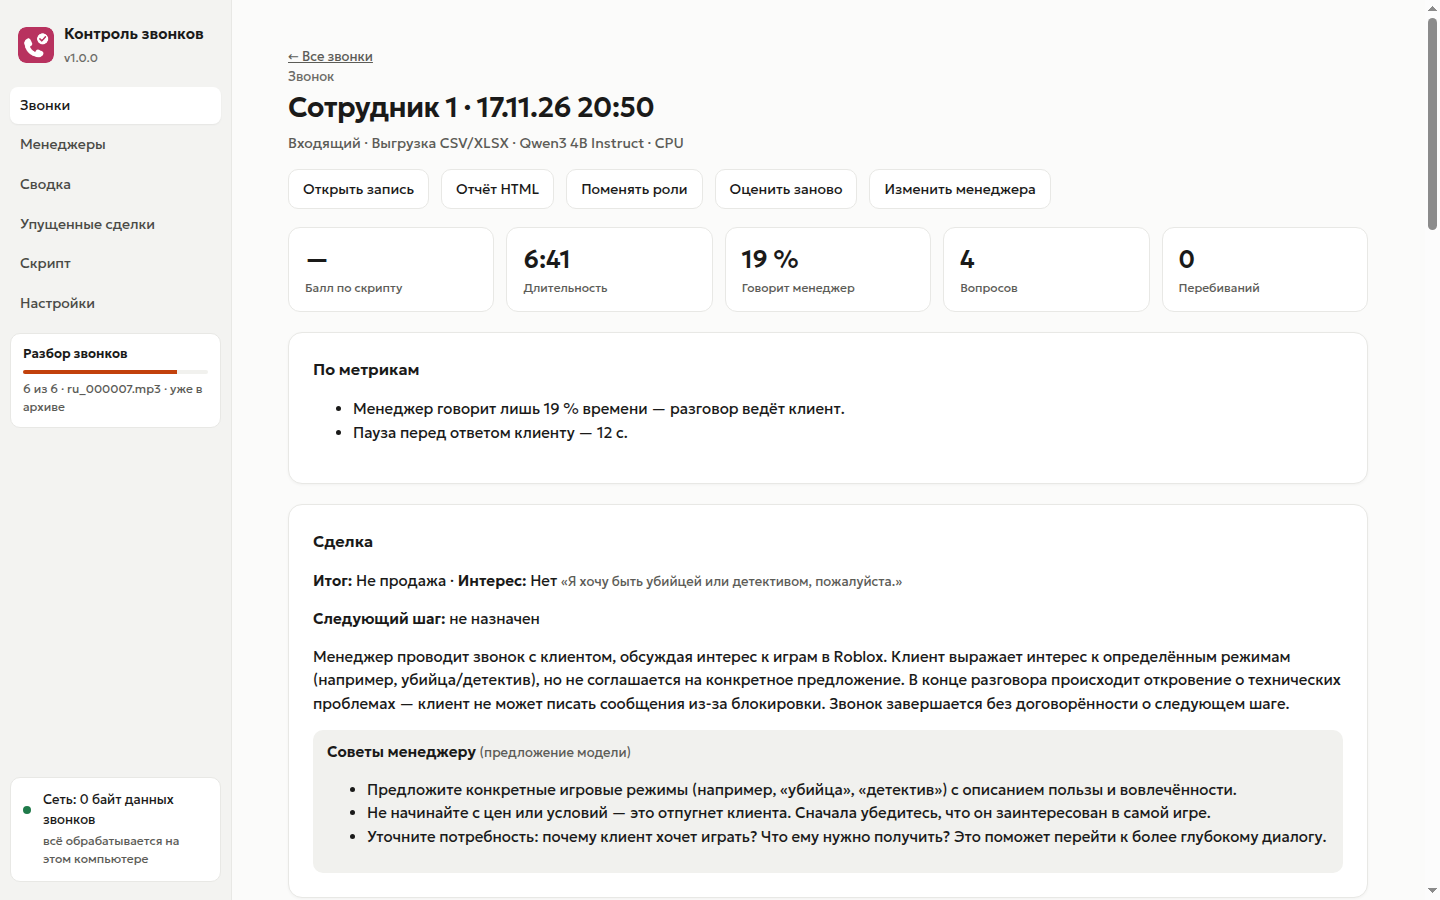 Контроль звонков
v1.0.0
Звонки
Менеджеры
Сводка
Упущенные сделки
Скрипт
Настройки
Разбор звонков
6 из 6 · ru_000007.mp3 · уже в
архиве
Сеть: 0 байт данных
звонков
всё обрабатывается на
этом компьютере
← Все звонки
Звонок
Сотрудник 1 · 17.11.26 20:50
Входящий · Выгрузка CSV/XLSX · Qwen3 4B Instruct · CPU
Открыть запись
Отчёт HTML
Поменять роли
Оценить заново
Изменить менеджера
—
Балл по скрипту
6:41
Длительность
19 %
Говорит менеджер
4
Вопросов
0
Перебиваний
По метрикам
• Менеджер говорит лишь 19 % времени — разговор ведёт клиент.
• Пауза перед ответом клиенту — 12 с.
Сделка
Итог: Не продажа · Интерес: Нет «Я хочу быть убийцей или детективом, пожалуйста.»
Следующий шаг: не назначен
Менеджер проводит звонок с клиентом, обсуждая интерес к играм в Roblox. Клиент выражает интерес к определённым режимам
(например, убийца/детектив), но не соглашается на конкретное предложение. В конце разговора происходит откровение о технических
проблемах — клиент не может писать сообщения из-за блокировки. Звонок завершается без договорённости о следующем шаге.
Советы менеджеру (предложение модели)
• Предложите конкретные игровые режимы (например, «убийца», «детектив») с описанием пользы и вовлечённости.
• Не начинайте с цен или условий — это отпугнет клиента. Сначала убедитесь, что он заинтересован в самой игре.
• Уточните потребность: почему клиент хочет играть? Что ему нужно получить? Это поможет перейти к более глубокому диалогу.